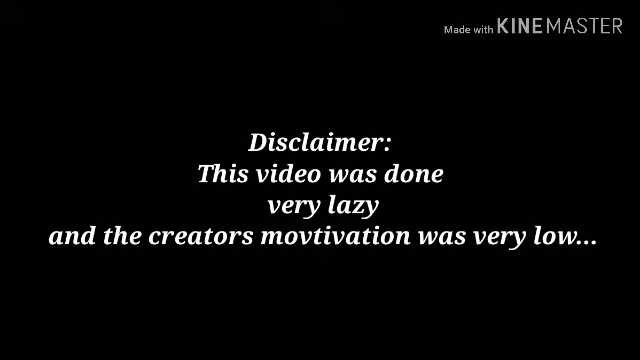 Made with KINEMASTER
Disclaimer:
This video was done
very lazy
and the creators movtivation was very low...